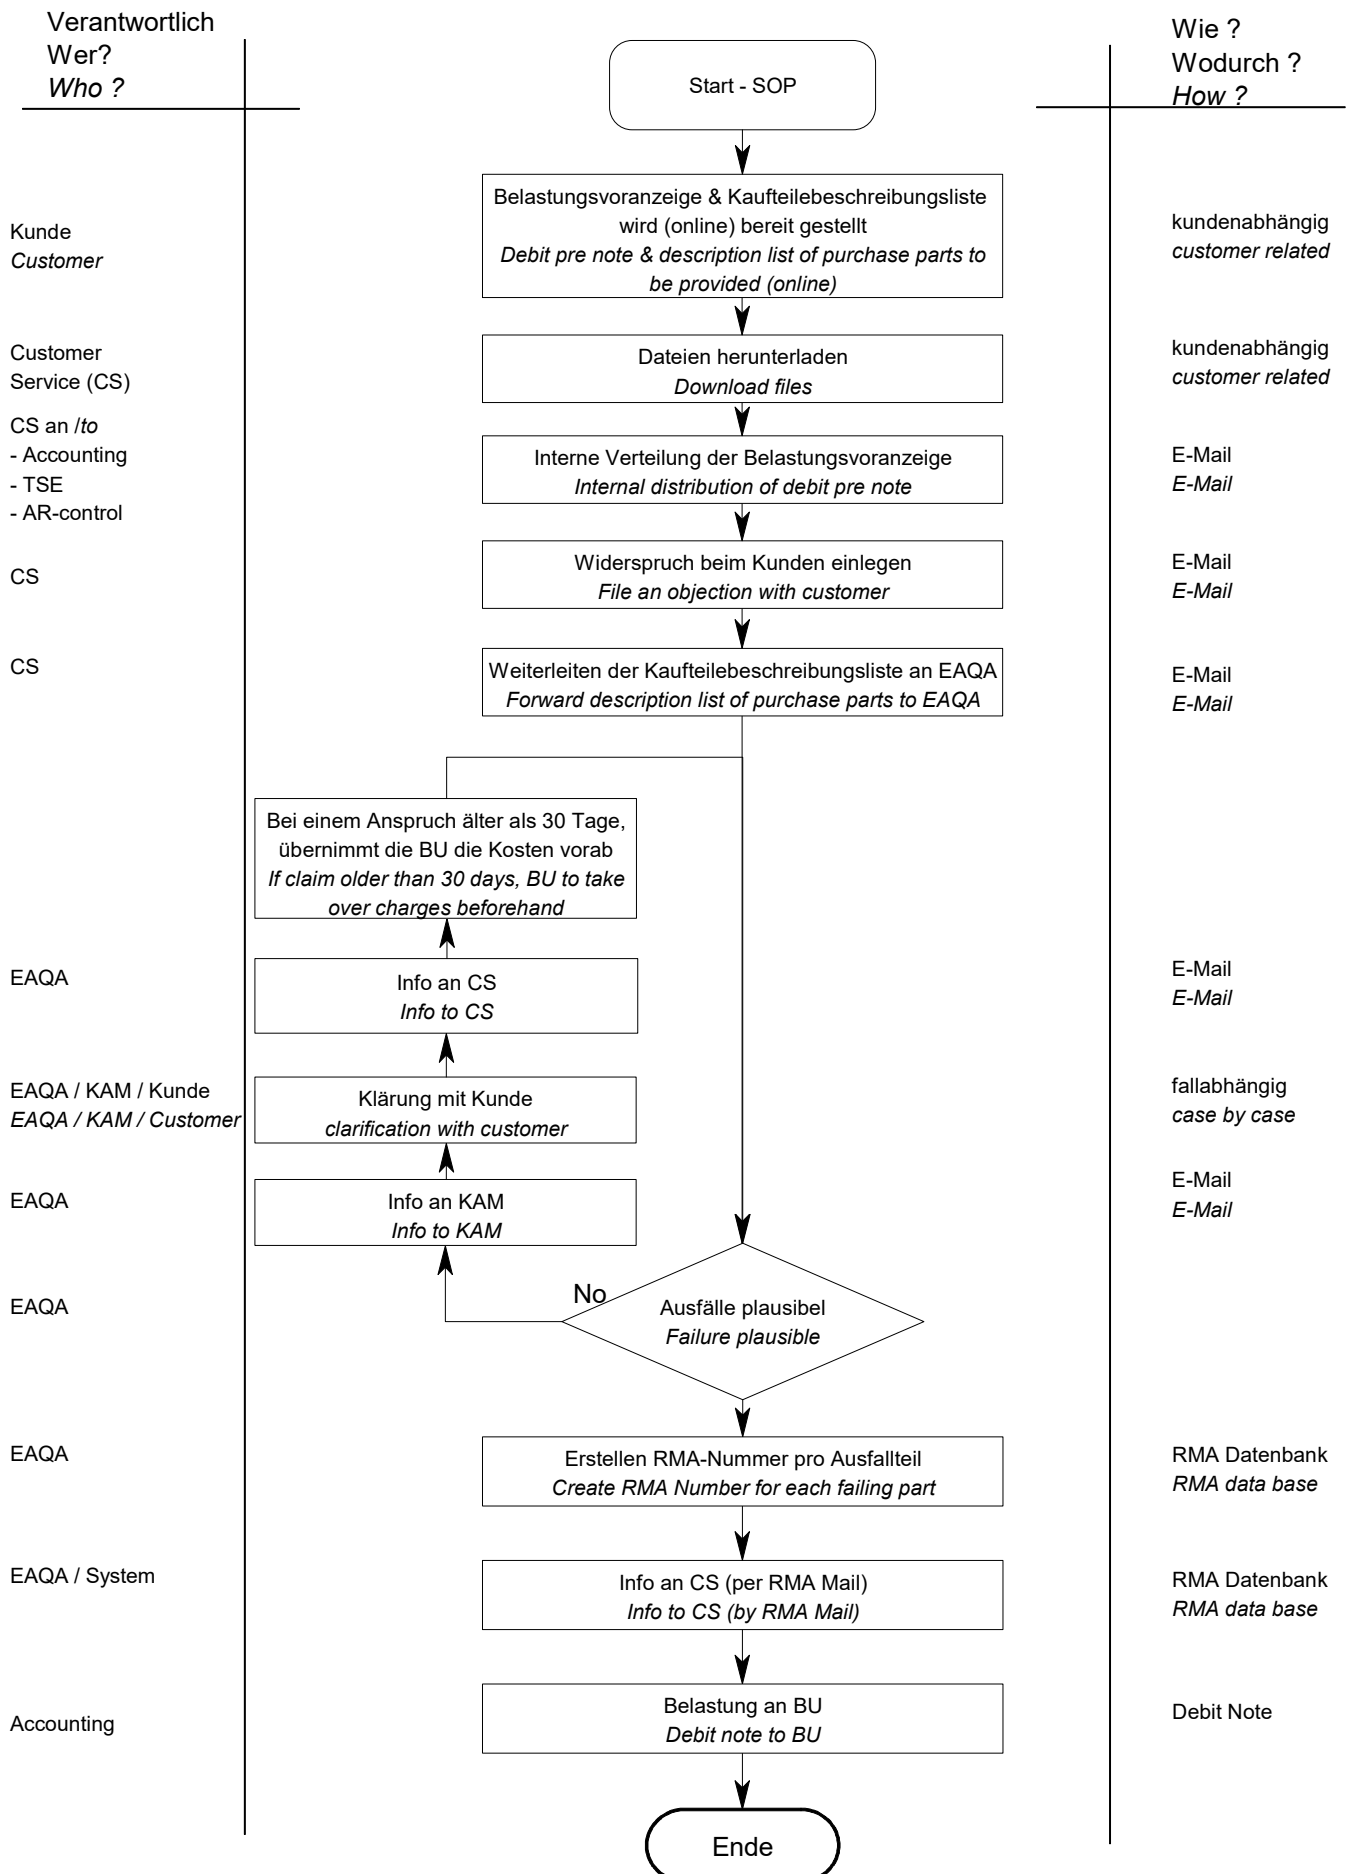 Verantwortlich
Wer?
Who ?
Wie ?
Wodurch ?
How ?
Start - SOP
Kunde
Customer
Belastungsvoranzeige & Kaufteilebeschreibungsliste
wird (online) bereit gestellt
Debit pre note & description list of purchase parts to
be provided (online)
kundenabhängig
customer related
Customer
Service (CS)
Dateien herunterladen
Download files
kundenabhängig
customer related
CS an /to
- Accounting
- TSE
- AR-control
Interne Verteilung der Belastungsvoranzeige
Internal distribution of debit pre note
E-Mail
E-Mail
CS
Widerspruch beim Kunden einlegen
File an objection with customer
E-Mail
E-Mail
CS
Weiterleiten der Kaufteilebeschreibungsliste an EAQA
Forward description list of purchase parts to EAQA
E-Mail
E-Mail
Bei einem Anspruch älter als 30 Tage,
übernimmt die BU die Kosten vorab
If claim older than 30 days, BU to take
over charges beforehand
EAQA
Info an CS
Info to CS
E-Mail
E-Mail
EAQA / KAM / Kunde
EAQA / KAM / Customer
Klärung mit Kunde
clarification with customer
fallabhängig
case by case
EAQA
Info an KAM
Info to KAM
E-Mail
E-Mail
EAQA
No
Ausfälle plausibel
Failure plausible
EAQA
Erstellen RMA-Nummer pro Ausfallteil
Create RMA Number for each failing part
RMA Datenbank
RMA data base
EAQA / System
Info an CS (per RMA Mail)
Info to CS (by RMA Mail)
RMA Datenbank
RMA data base
Accounting
Belastung an BU
Debit note to BU
Debit Note
Ende